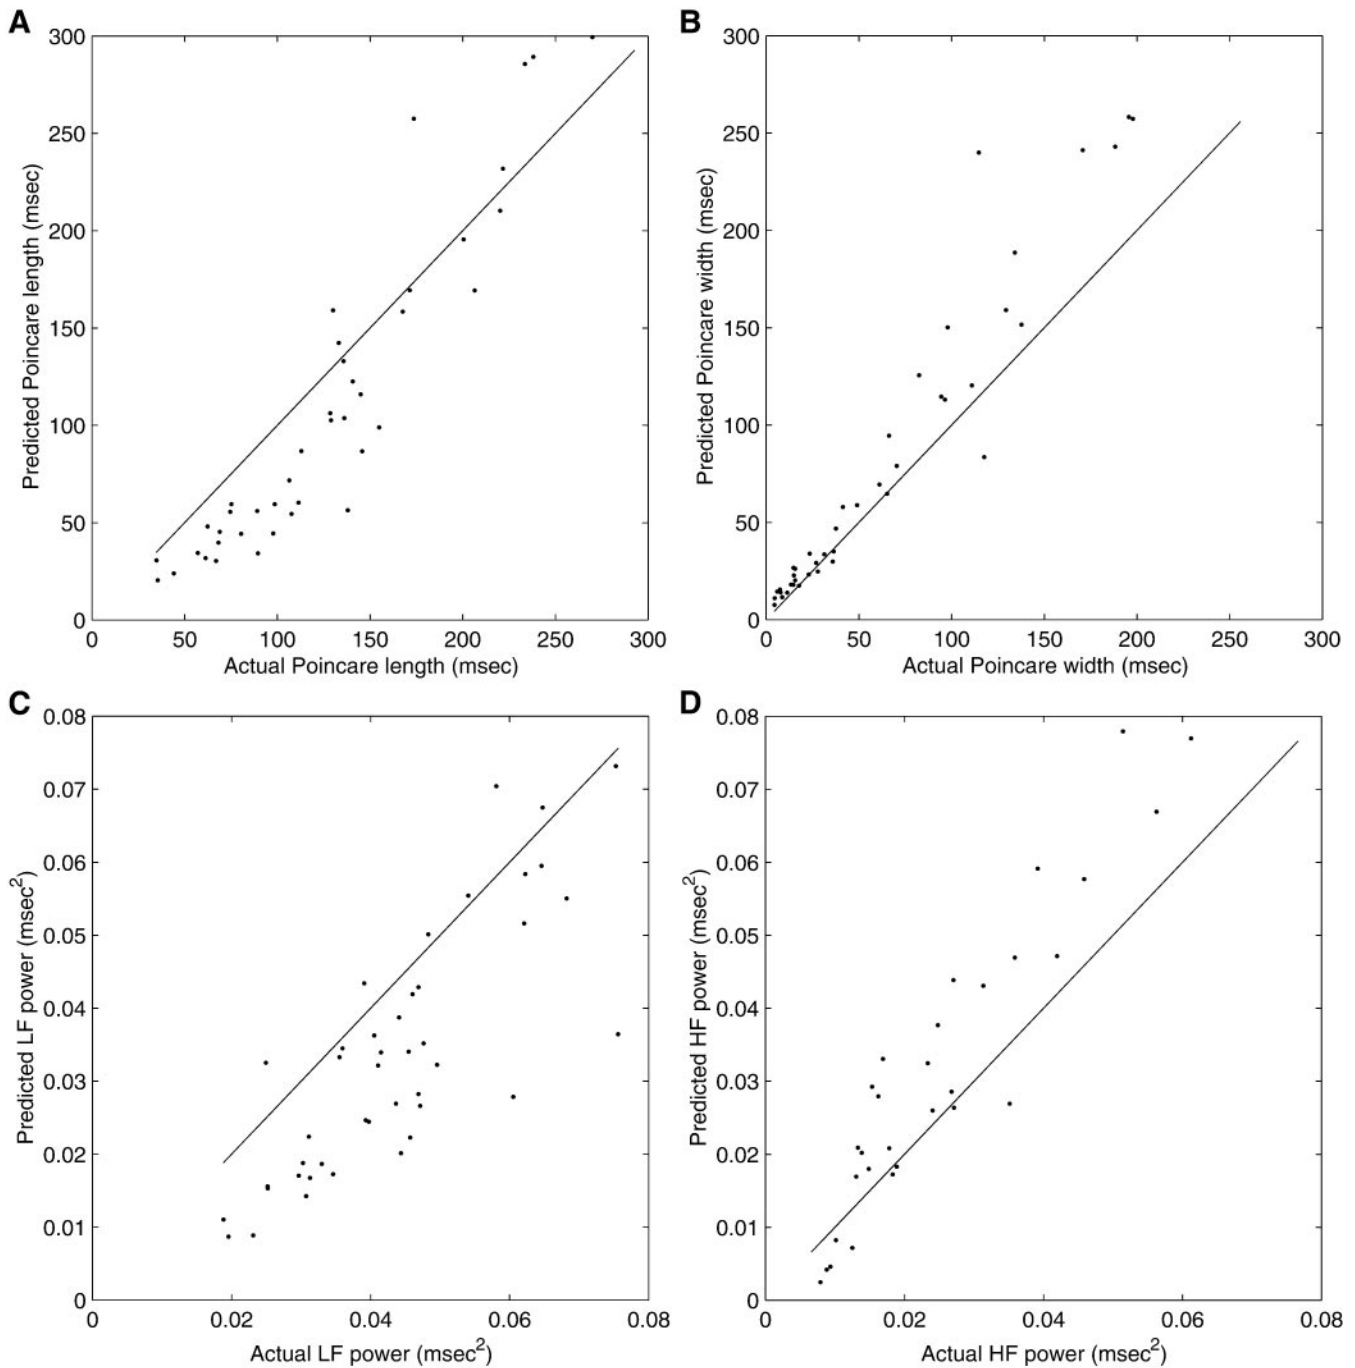 A
300
250
200
150
100
50
0
Predicted Poincare length (msec)
0 50 100 150 200 250 300
Actual Poincare length (msec)
B
300
250
200
150
100
50
0
Predicted Poincare width (msec)
0 50 100 150 200 250 300
Actual Poincare width (msec)
C
0.08
0.07
0.06
0.05
0.04
0.03
0.02
0.01
0
Predicted LF power (msec²)
0 0.02 0.04 0.06 0.08
Actual LF power (msec²)
D
0.08
0.07
0.06
0.05
0.04
0.03
0.02
0.01
0
Predicted HF power (msec²)
0 0.02 0.04 0.06 0.08
Actual HF power (msec²)